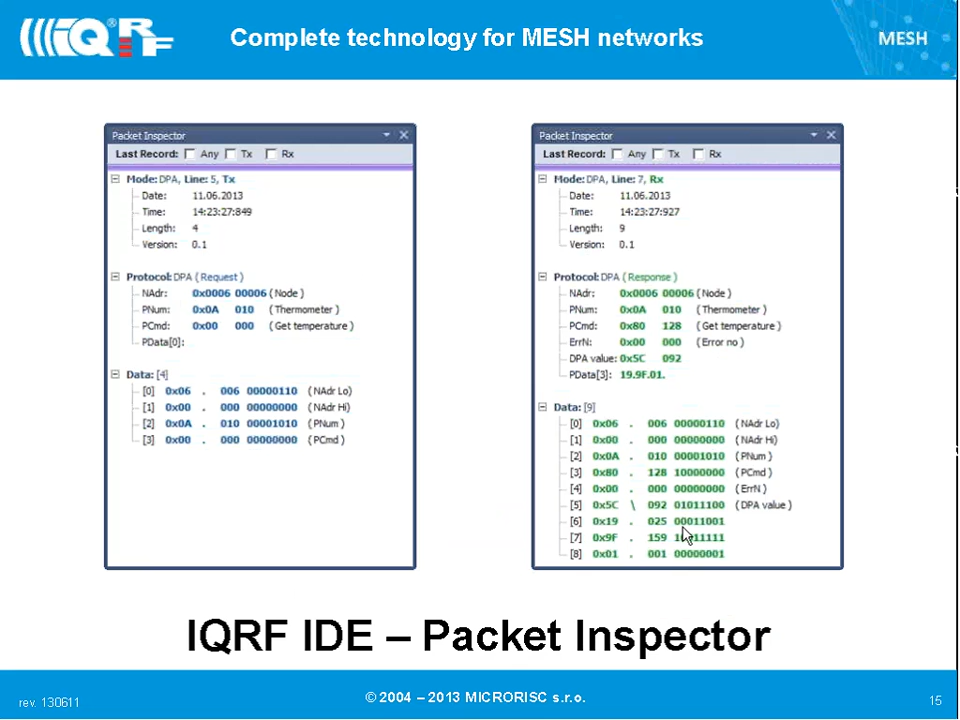 IQRF
Complete technology for MESH networks
MESH
Packet Inspector
Last Record: Any Tx Rx
Mode: DPA, Line: 5, Tx
Date: 11.06.2013
Time: 14:23:27:849
Length: 4
Version: 0.1
Protocol: DPA ( Request )
NAdr: 0x0006 00006 ( Node )
PNum: 0x0A 010 ( Thermometer )
PCmd: 0x00 000 ( Get temperature )
PData[0]:
Data: [4]
[0] 0x06 . 006 00000110 ( NAdr Lo)
[1] 0x00 . 000 00000000 ( NAdr Hi)
[2] 0x0A . 010 00001010 ( PNum )
[3] 0x00 . 000 00000000 ( PCmd )
Packet Inspector
Last Record: Any Tx Rx
Mode: DPA, Line: 7, Rx
Date: 11.06.2013
Time: 14:23:27:927
Length: 9
Version: 0.1
Protocol: DPA ( Response )
NAdr: 0x0006 00006 ( Node )
PNum: 0x0A 010 ( Thermometer )
PCmd: 0x80 128 ( Get temperature )
ErrN: 0x00 000 ( Error no )
DPA value: 0x5C 092
PData[3]: 19.9F.01.
Data: [9]
[0] 0x06 . 006 00000110 ( NAdr Lo)
[1] 0x00 . 000 00000000 ( NAdr Hi)
[2] 0x0A . 010 00001010 ( PNum )
[3] 0x80 . 128 10000000 ( PCmd )
[4] 0x00 . 000 00000000 ( ErrN )
[5] 0x5C \ 092 01011100 ( DPA value )
[6] 0x19 . 025 00011001
[7] 0x9F . 159 10011111
[8] 0x01 . 001 00000001
IQRF IDE – Packet Inspector
rev. 130611
© 2004 – 2013 MICRORISC s.r.o.
15